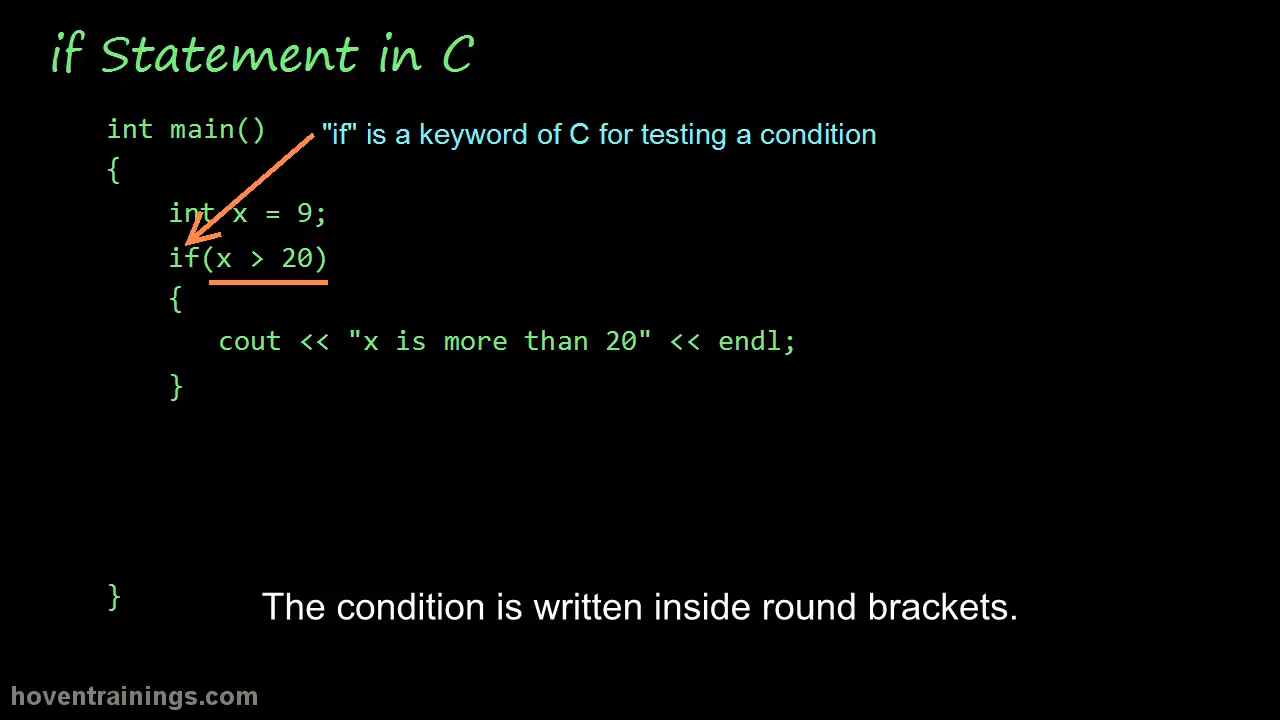 if Statement in C
int main()
"if" is a keyword of C for testing a condition
{
int x = 9;
if(x > 20)
{
cout << "x is more than 20" << endl;
}
}
The condition is written inside round brackets.
hoventrainings.com